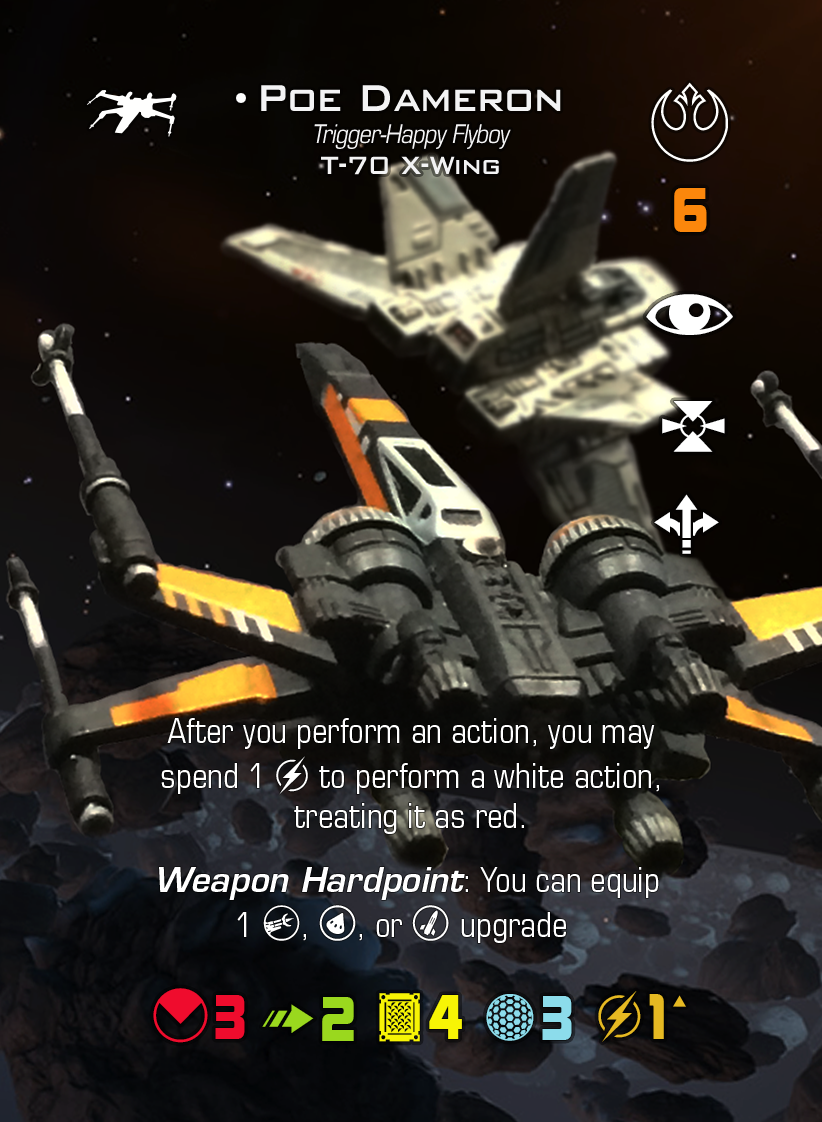 • Poe Dameron
Trigger-Happy Flyboy
T-70 X-Wing
6
After you perform an action, you may
spend 1 to perform a white action,
treating it as red.
Weapon Hardpoint: You can equip
1 , , or upgrade
3 2 4 3 1